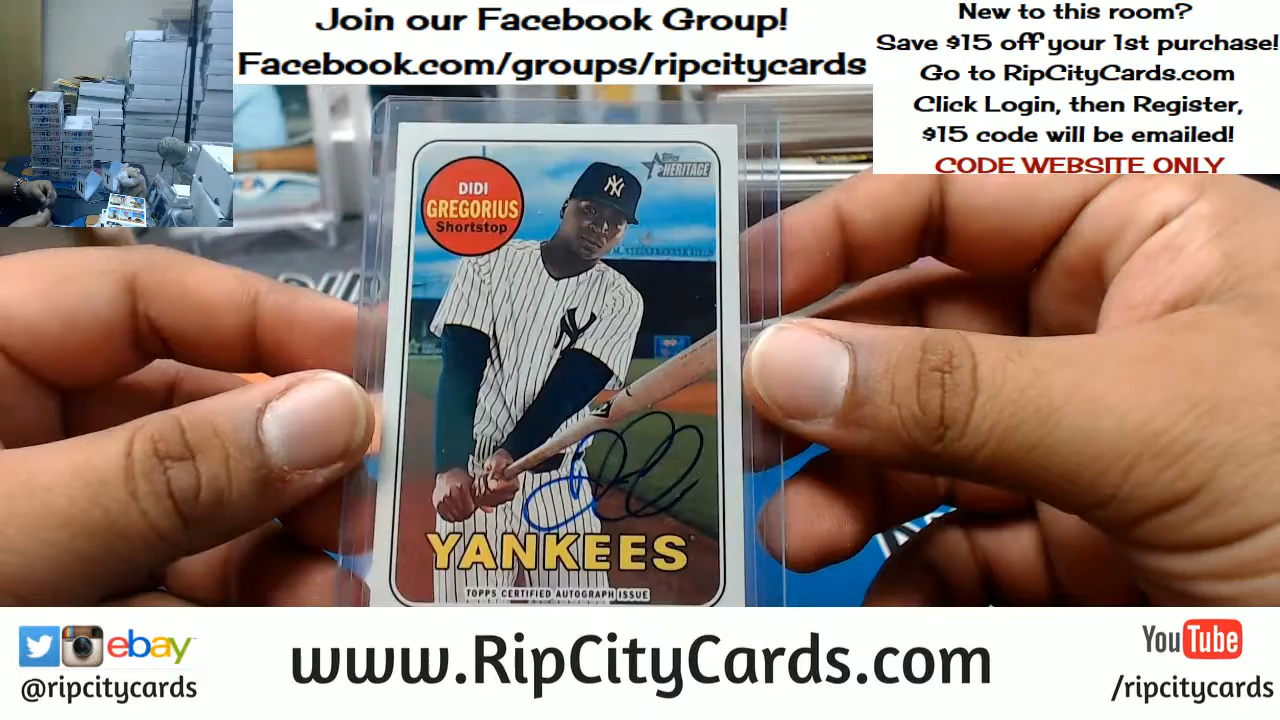 Join our Facebook Group!
Facebook.com/groups/ripcitycards
New to this room?
Save $15 off your 1st purchase!
Go to RipCityCards.com
Click Login, then Register,
$15 code will be emailed!
CODE WEBSITE ONLY
DIDI
GREGORIUS
Shortstop
TOPPS
HERITAGE
NY
YANKEES
TOPPS CERTIFIED AUTOGRAPH ISSUE
ebay
@ripcitycards
www.RipCityCards.com
YouTube
/ripcitycards